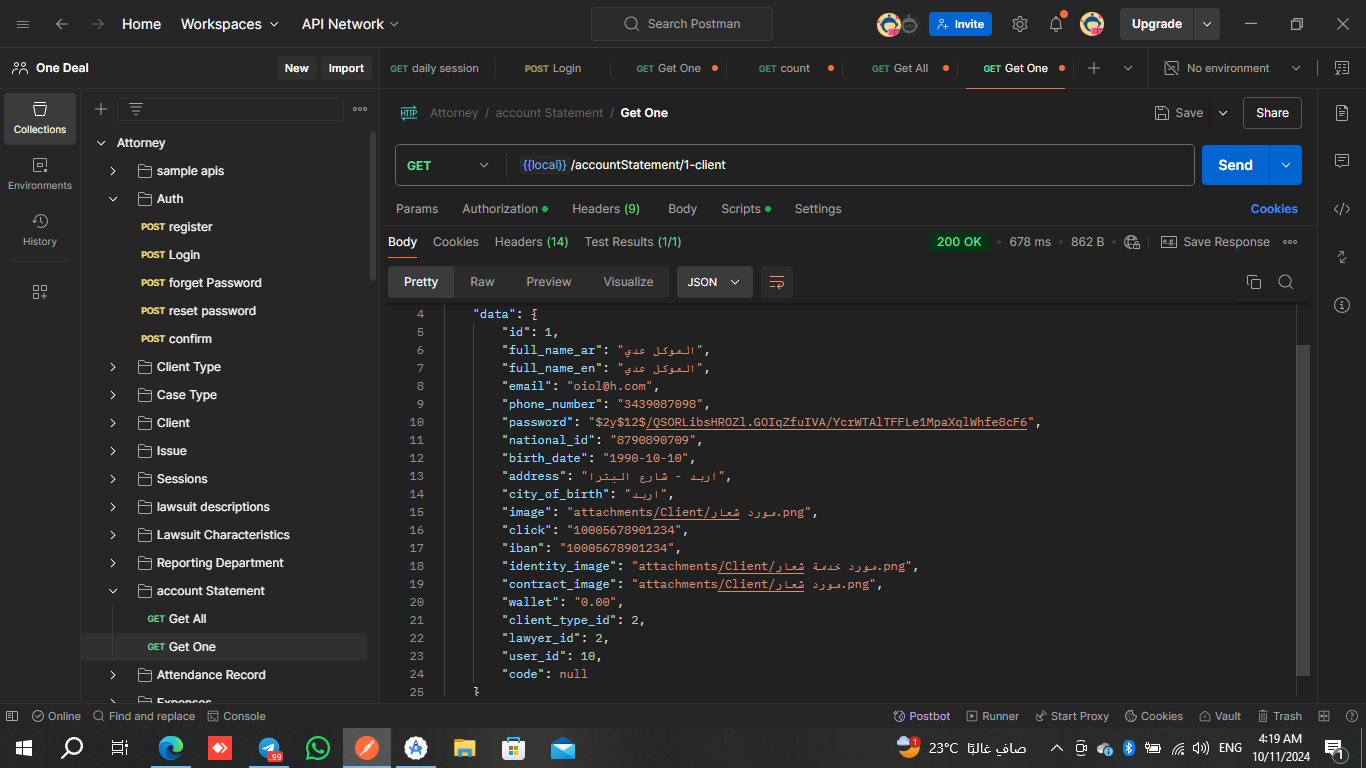 Home Workspaces API Network Search Postman Invite Upgrade
One Deal New Import GET daily session POST Login GET Get One GET count GET Get All GET Get One No environment
Collections
Environments
History
Attorney
sample apis
Auth
POST register
POST Login
POST forget Password
POST reset password
POST confirm
Client Type
Case Type
Client
Issue
Sessions
lawsuit descriptions
Lawsuit Characteristics
Reporting Department
account Statement
GET Get All
GET Get One
Attendance Record
Expenses
HTTP Attorney / account Statement / Get One Save Share
GET {{local}} /accountStatement/1-client Send
Params Authorization Headers (9) Body Scripts Settings Cookies
Body Cookies Headers (14) Test Results (1/1) 200 OK 678 ms 862 B e.g. Save Response
Pretty Raw Preview Visualize JSON
4 "data": {
5 "id": 1,
6 "full_name_ar": "الموكل عدي",
7 "full_name_en": "الموكل عدي",
8 "email": "oiol@h.com",
9 "phone_number": "3439087098",
10 "password": "$2y$12$/QSORLibsHROZl.GOIqZfuIVA/YcrWTAlTFFLe1MpaXqlWhfe8cF6",
11 "national_id": "8790890709",
12 "birth_date": "1990-10-10",
13 "address": "اربد - شارع البترا",
14 "city_of_birth": "اربد",
15 "image": "attachments/Client/مورد شعار.png",
16 "click": "10005678901234",
17 "iban": "10005678901234",
18 "identity_image": "attachments/Client/مورد خدمة شعار.png",
19 "contract_image": "attachments/Client/مورد شعار.png",
20 "wallet": "0.00",
21 "client_type_id": 2,
22 "lawyer_id": 2,
23 "user_id": 10,
24 "code": null
25 }
Online Find and replace Console Postbot Runner Start Proxy Cookies Vault Trash
.99 1 23°C صافٍ غالبًا ENG 4:19 AM
10/11/2024 1